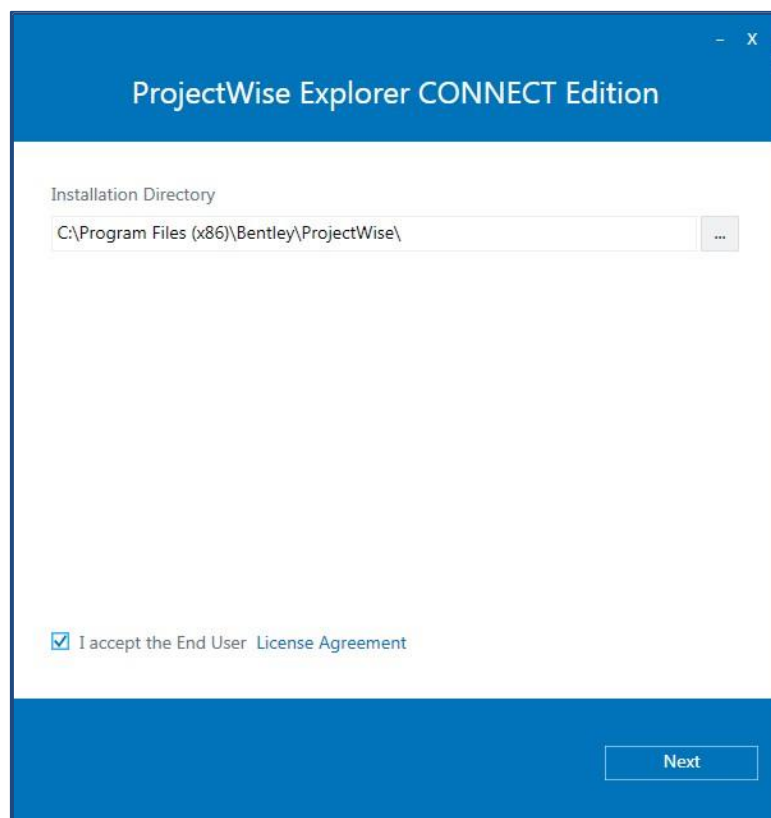 – X
ProjectWise Explorer CONNECT Edition
Installation Directory
C:\Program Files (x86)\Bentley\ProjectWise\
...
I accept the End User License Agreement
Next